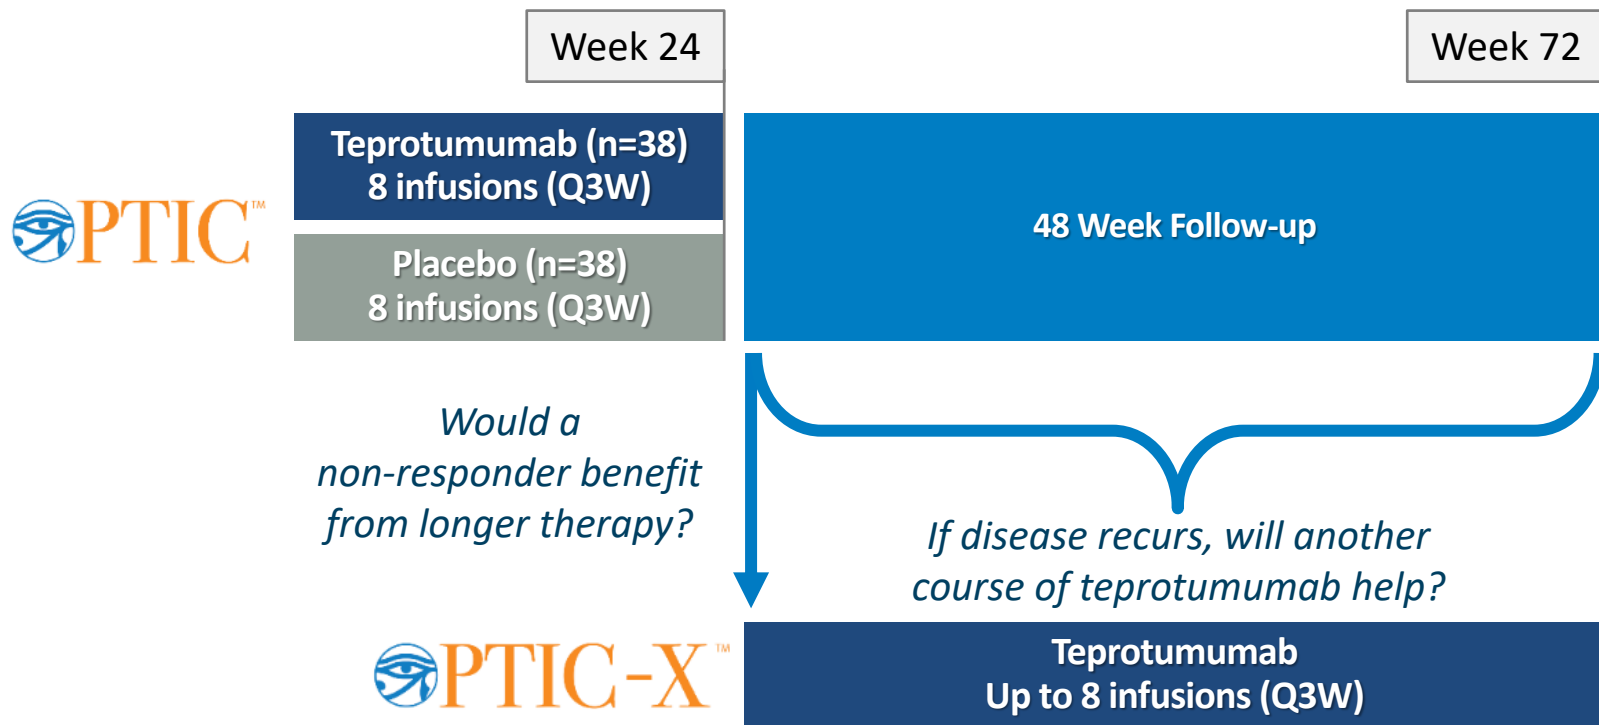 Week 24
Week 72
OPTIC™
Teprotumumab (n=38)
8 infusions (Q3W)
Placebo (n=38)
8 infusions (Q3W)
48 Week Follow-up
Would a
non-responder benefit
from longer therapy?
If disease recurs, will another
course of teprotumumab help?
OPTIC-X™
Teprotumumab
Up to 8 infusions (Q3W)